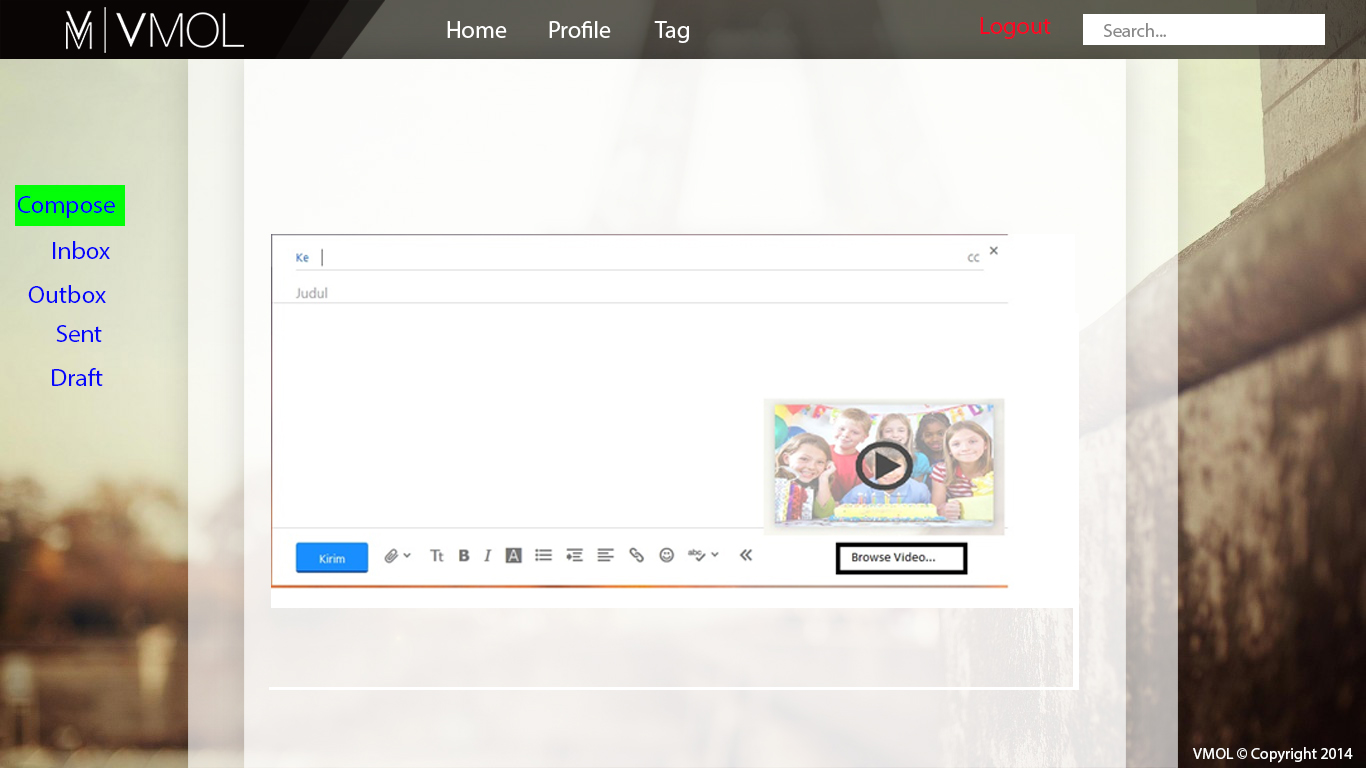 VMOL
Home Profile Tag
Logout
Search...
Compose
Inbox
Outbox
Sent
Draft
Ke
CC
Judul
Kirim
Tt B I A
abc
Browse Video...
VMOL © Copyright 2014